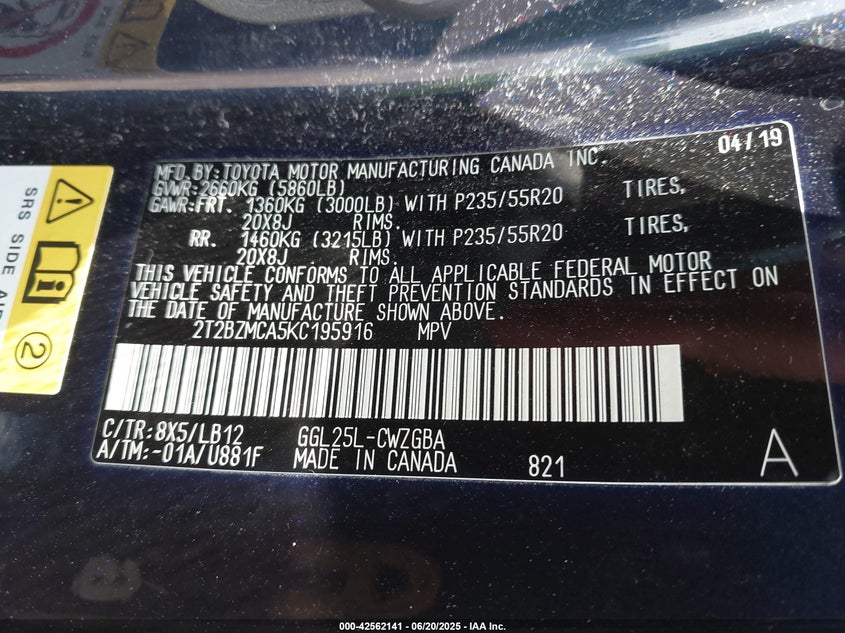 04/19
MFD.BY:TOYOTA MOTOR MANUFACTURING CANADA INC.
GVWR:2660KG (5860LB)
GAWR:FRT. 1360KG (3000LB) WITH P235/55R20 TIRES,
20X8J RIMS.
RR. 1460KG (3215LB) WITH P235/55R20 TIRES,
20X8J RIMS.
THIS VEHICLE CONFORMS TO ALL APPLICABLE FEDERAL MOTOR
VEHICLE SAFETY AND THEFT PREVENTION STANDARDS IN EFFECT ON
THE DATE OF MANUFACTURE SHOWN ABOVE.
2T2BZMCA5KC195916 MPV
C/TR:8X5/LB12 GGL25L-CWZGBA
A/TM:-01A/U881F MADE IN CANADA 821 A
SRS SIDE
2
000-42562141 - 06/20/2025 - IAA Inc.